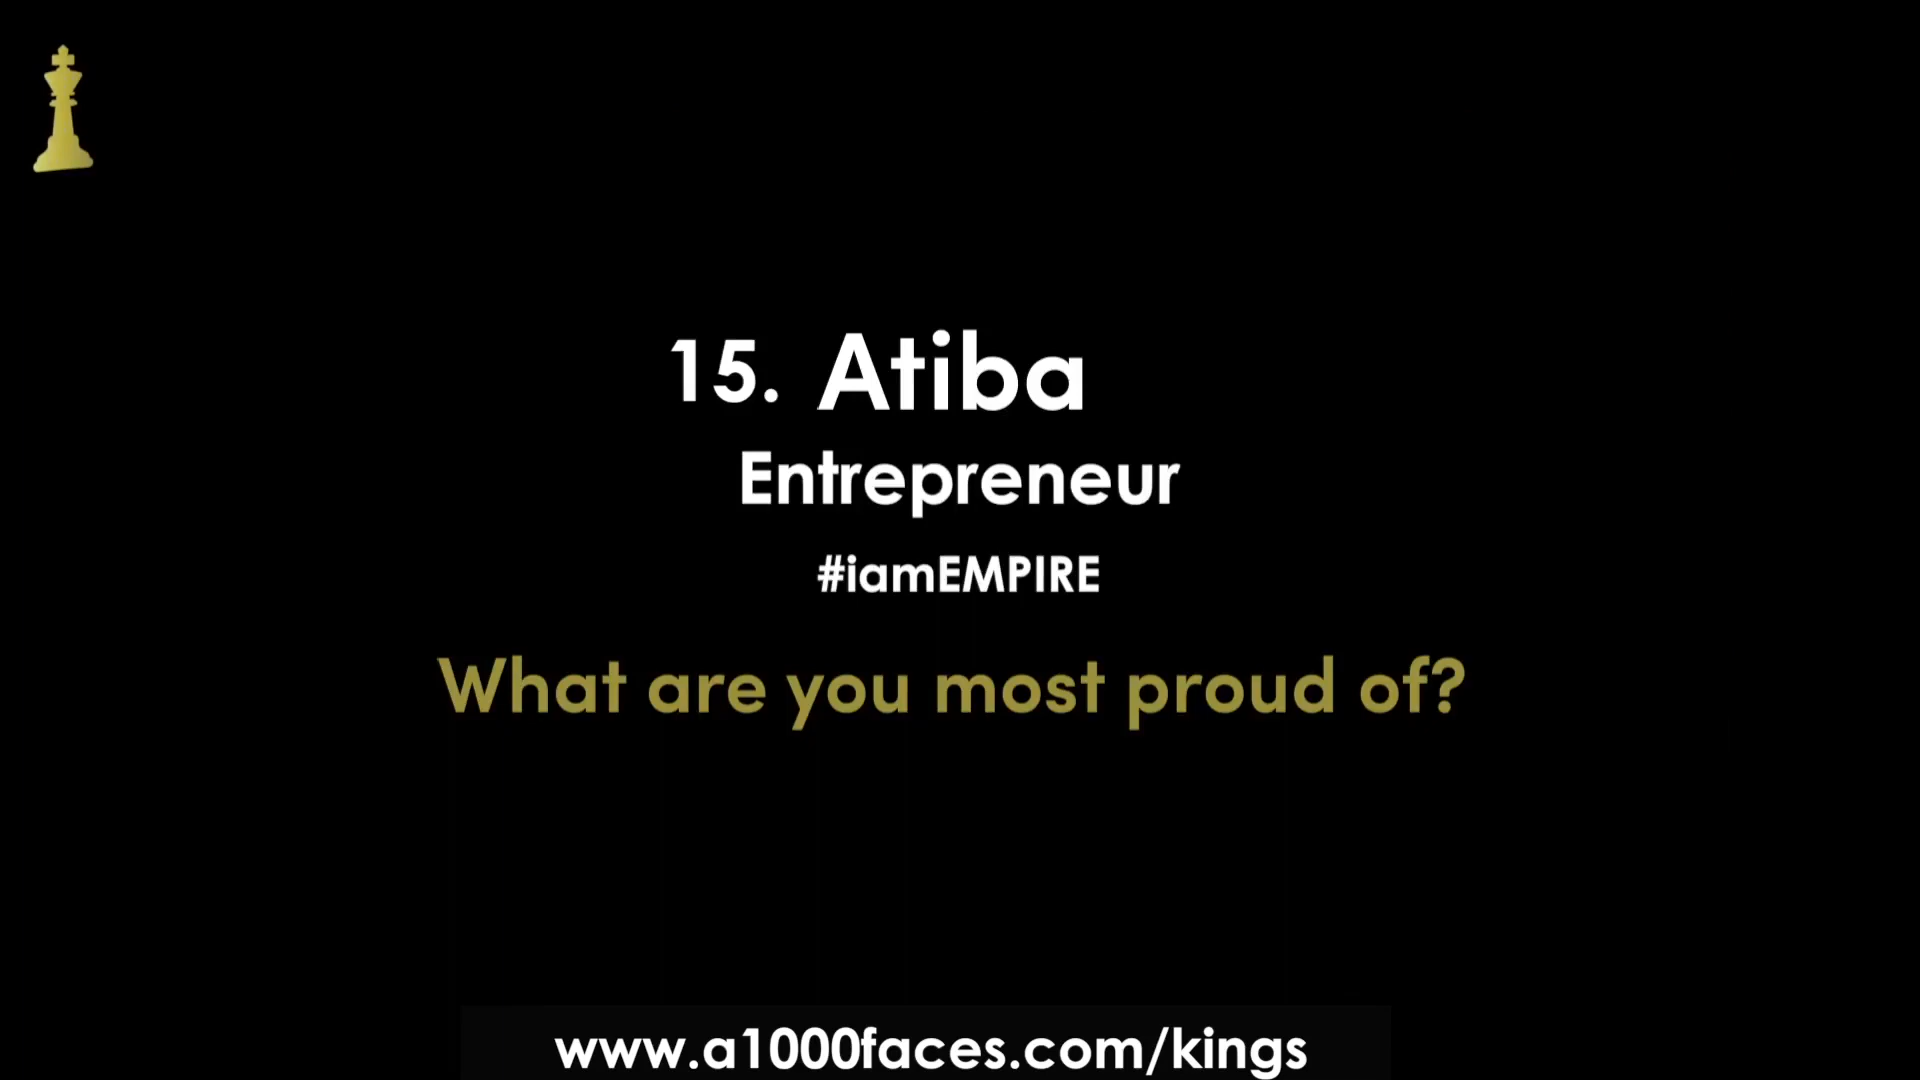 15. Atiba
Entrepreneur
#iamEMPIRE
What are you most proud of?
www.a1000faces.com/kings